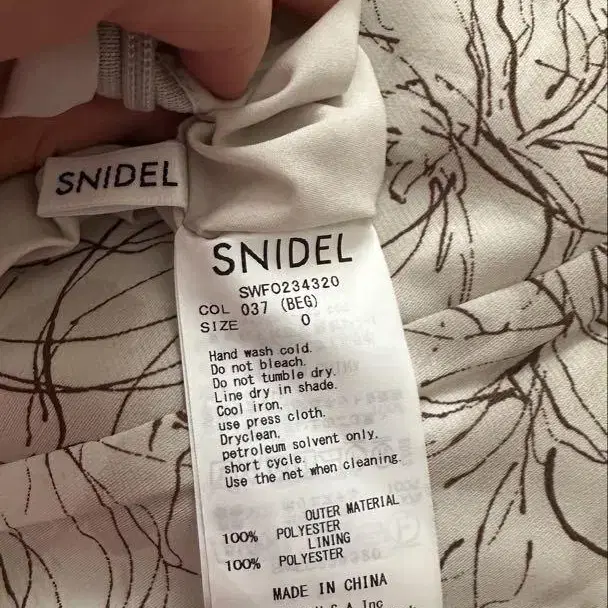 SNIDEL
SNIDEL
SWFO234320
COL 037 (BEG)
SIZE 0
Hand wash cold.
Do not bleach.
Do not tumble dry.
Line dry in shade.
Cool iron,
use press cloth.
Dryclean,
petroleum solvent only.
short cycle.
Use the net when cleaning.
OUTER MATERIAL
100% POLYESTER
LINING
100% POLYESTER
MADE IN CHINA
S.A Inc